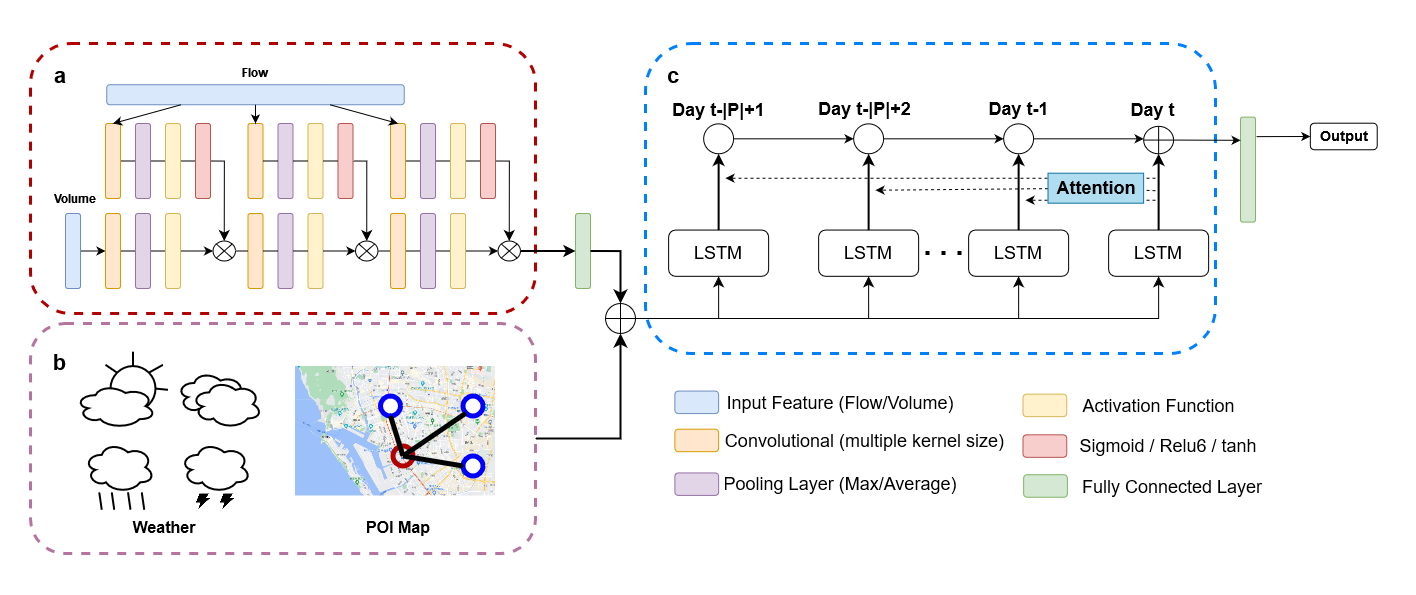 a
Flow
Volume
b
Weather
POI Map
c
Day t-|P|+1
Day t-|P|+2
Day t-1
Day t
Attention
LSTM
LSTM
. . .
LSTM
LSTM
Output
Input Feature (Flow/Volume)
Convolutional (multiple kernel size)
Pooling Layer (Max/Average)
Activation Function
Sigmoid / Relu6 / tanh
Fully Connected Layer